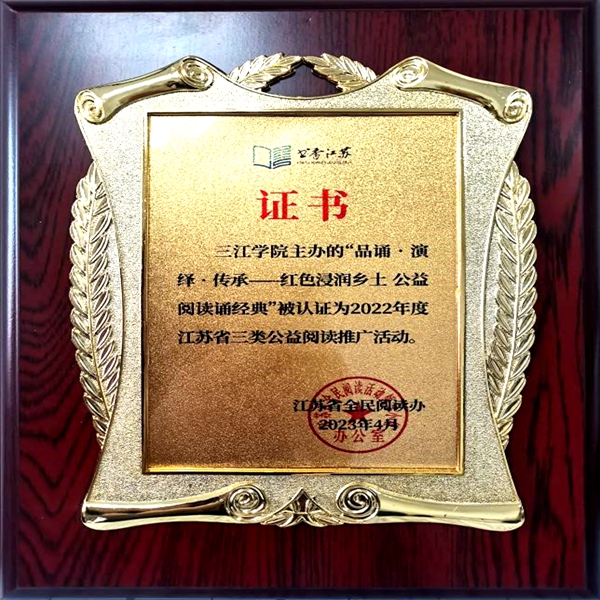 书香江苏
证书
三江学院主办的“品诵·演
绎·传承——红色浸润乡土 公益
阅读诵经典”被认证为2022年度
江苏省三类公益阅读推广活动。
江苏省全民阅读办
2023年4月
办公室